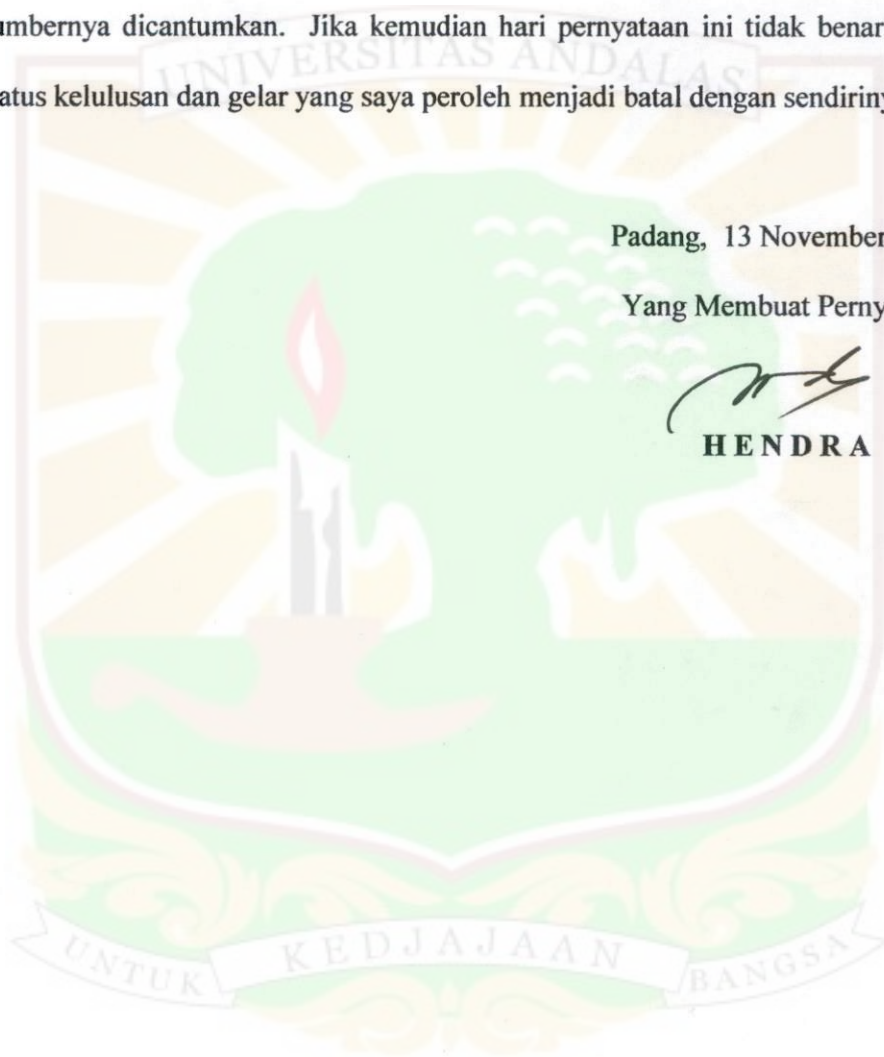 umbernya dicantumkan. Jika kemudian hari pernyataan ini tidak benar
UNIVERSITAS ANDALAS
atus kelulusan dan gelar yang saya peroleh menjadi batal dengan sendiriny
Padang, 13 November
Yang Membuat Perny
HENDRA
UNTUK KEDJAJAAN BANGSA